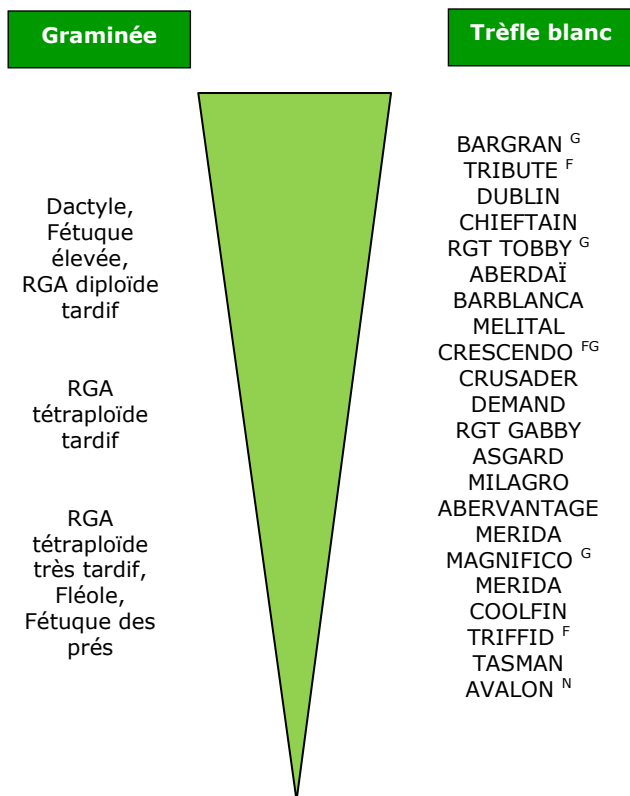 Graminée
Trèfle blanc
Dactyle,
Fétuque
élevée,
RGA diploïde
tardif
RGA
tétraploïde
tardif
RGA
tétraploïde
très tardif,
Fléole,
Fétuque des
prés
BARGRAN G
TRIBUTE F
DUBLIN
CHIEFTAIN
RGT TOBBY G
ABERDAÏ
BARBLANCA
MELITAL
CRESCENDO FG
CRUSADER
DEMAND
RGT GABBY
ASGARD
MILAGRO
ABERVANTAGE
MERIDA
MAGNIFICO G
MERIDA
COOLFIN
TRIFFID F
TASMAN
AVALON N